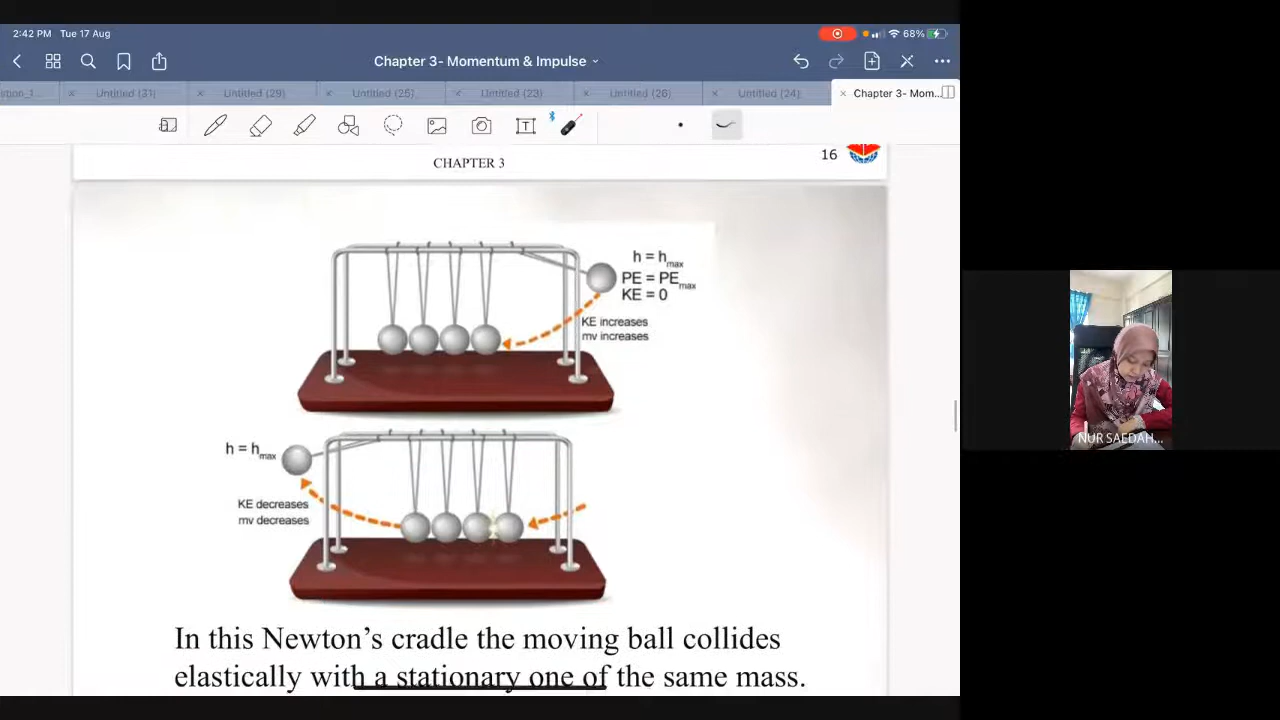 2:42 PM Tue 17 Aug
68%
Chapter 3- Momentum & Impulse
Untitled (31)
Untitled (29)
Untitled (25)
Untitled (23)
Untitled (26)
Untitled (24)
Chapter 3- Mom...
T
CHAPTER 3
16
h = hmax
PE = PEmax
KE = 0
KE increases
mv increases
h = hmax
KE decreases
mv decreases
In this Newton's cradle the moving ball collides
elastically with a stationary one of the same mass.
NUR SAEDAH...